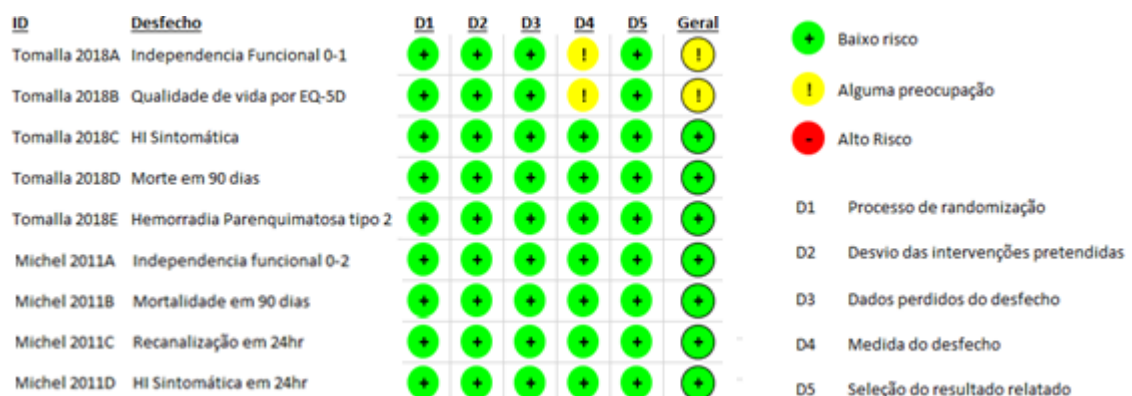 ID Desfecho D1 D2 D3 D4 D5 Geral
Tomalla 2018A Independencia Funcional 0-1 + + + ! + !
Tomalla 2018B Qualidade de vida por EQ-5D + + + ! + !
Tomalla 2018C HI Sintomática + + + + + +
Tomalla 2018D Morte em 90 dias + + + + + +
Tomalla 2018E Hemorradia Parenquimatosa tipo 2 + + + + + +
Michel 2011A Independencia funcional 0-2 + + + + + +
Michel 2011B Mortalidade em 90 dias + + + + + +
Michel 2011C Recanalização em 24hr + + + + + +
Michel 2011D HI Sintomática em 24hr + + + + + +
+ Baixo risco
! Alguma preocupação
- Alto Risco
D1 Processo de randomização
D2 Desvio das intervenções pretendidas
D3 Dados perdidos do desfecho
D4 Medida do desfecho
D5 Seleção do resultado relatado